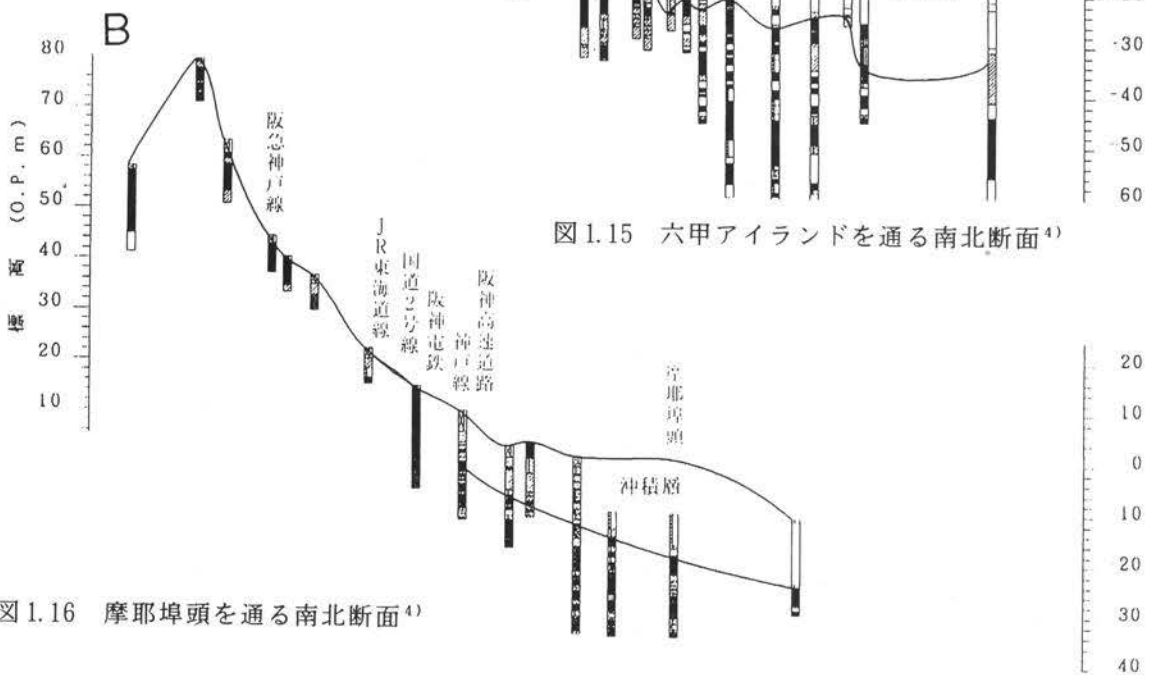 B
80
70
60
50
40
30
20
10
標高 (O.P.m)
阪急神戸線
JR東海道線
国道2号線
阪神電鉄
神戸線
阪神高速道路
摩耶埠頭
沖積層
-30
-40
-50
60
図1.15 六甲アイランドを通る南北断面4)
20
10
0
10
20
30
40
図1.16 摩耶埠頭を通る南北断面4)